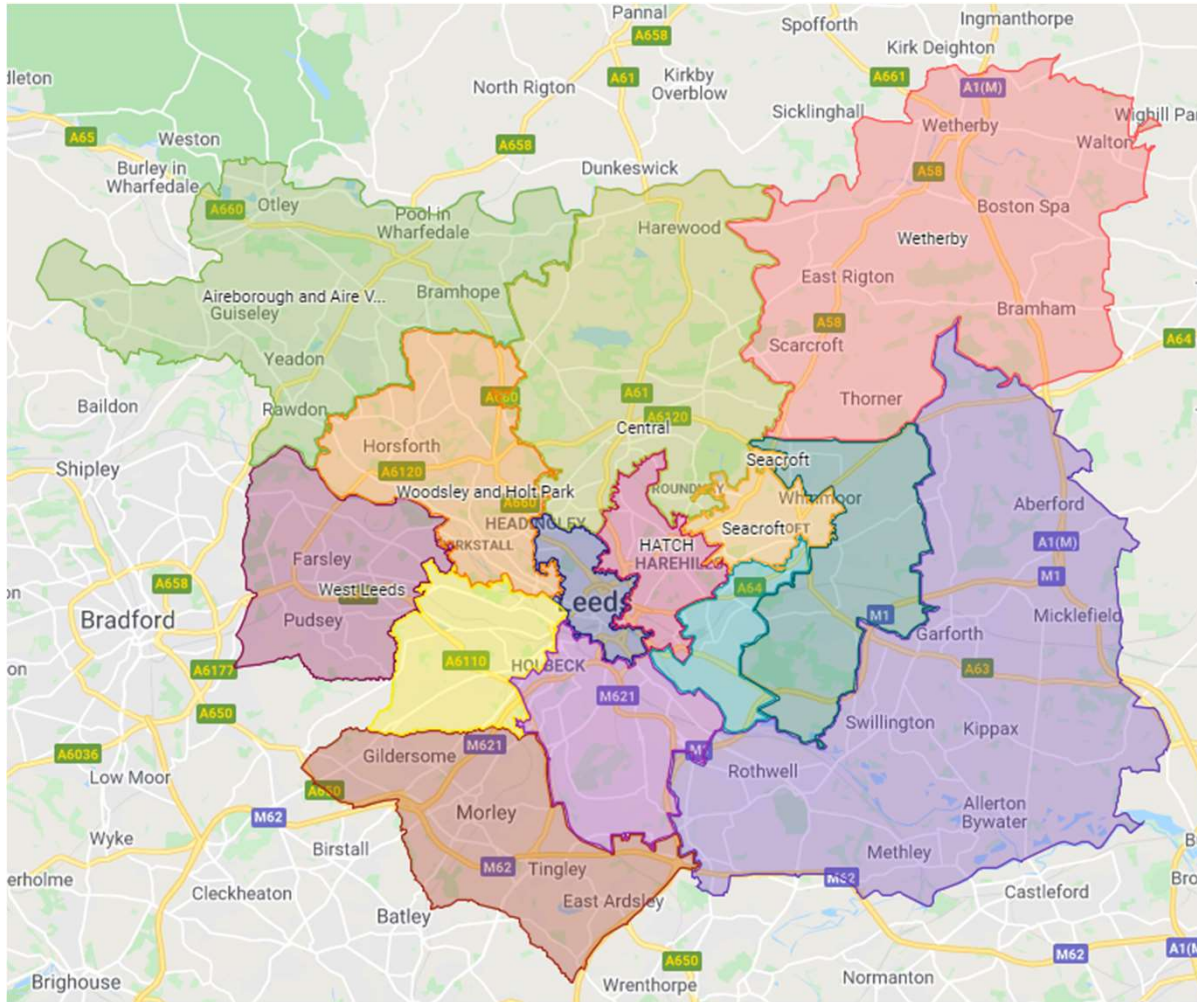 Pannal
Spofforth
Ingmanthorpe
A658
Kirk Deighton
A61
Kirkby
Overblow
A661
A1(M)
North Rigton
Sicklinghall
Wighill
Wetherby
A65
Weston
A658
Walton
Burley in
Wharfedale
Dunkeswick
A58
A660
Otley
Pool in
Wharfedale
Boston Spa
Harewood
Wetherby
East Rigton
Aireborough and Aire V...
Bramhope
Guiseley
Bramham
A58
A64
Scarcroft
Yeadon
A61
Thorner
Baildon
Rawdon
A6120
Central
Horsforth
Seacroft
Shipley
A6120
Woodsley and Holt Park
Aberford
A660
HEADINGLEY
Seacroft
HATCH
A1(M)
Farsley
HAREHILLS
A658
West Leeds
A64
M1
Bradford
Pudsey
M1
Micklefield
Garforth
A6110
HOLBECK
A63
A6177
M621
A650
Swillington
Kippax
A6036
Gildersome
M621
Low Moor
Rothwell
A650
Allerton
Bywater
M62
Morley
Wyke
Birstall
Methley
M62
Tingley
M62
Cleckheaton
East Ardsley
Castleford
Batley
M62
A650
Brighouse
Wrenthorpe
Normanton